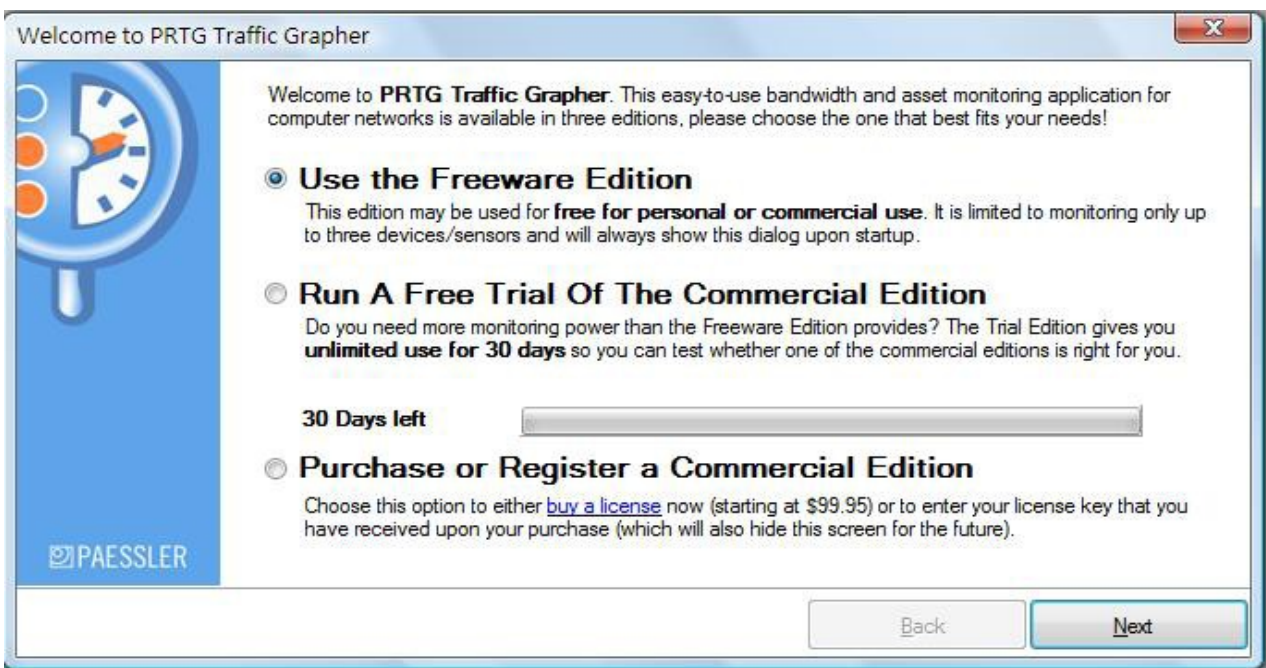 Welcome to PRTG Traffic Grapher
Welcome to PRTG Traffic Grapher. This easy-to-use bandwidth and asset monitoring application for
computer networks is available in three editions, please choose the one that best fits your needs!
Use the Freeware Edition
This edition may be used for free for personal or commercial use. It is limited to monitoring only up
to three devices/sensors and will always show this dialog upon startup.
Run A Free Trial Of The Commercial Edition
Do you need more monitoring power than the Freeware Edition provides? The Trial Edition gives you
unlimited use for 30 days so you can test whether one of the commercial editions is right for you.
30 Days left
Purchase or Register a Commercial Edition
Choose this option to either buy a license now (starting at $99.95) or to enter your license key that you
have received upon your purchase (which will also hide this screen for the future).
PAESSLER
Back
Next